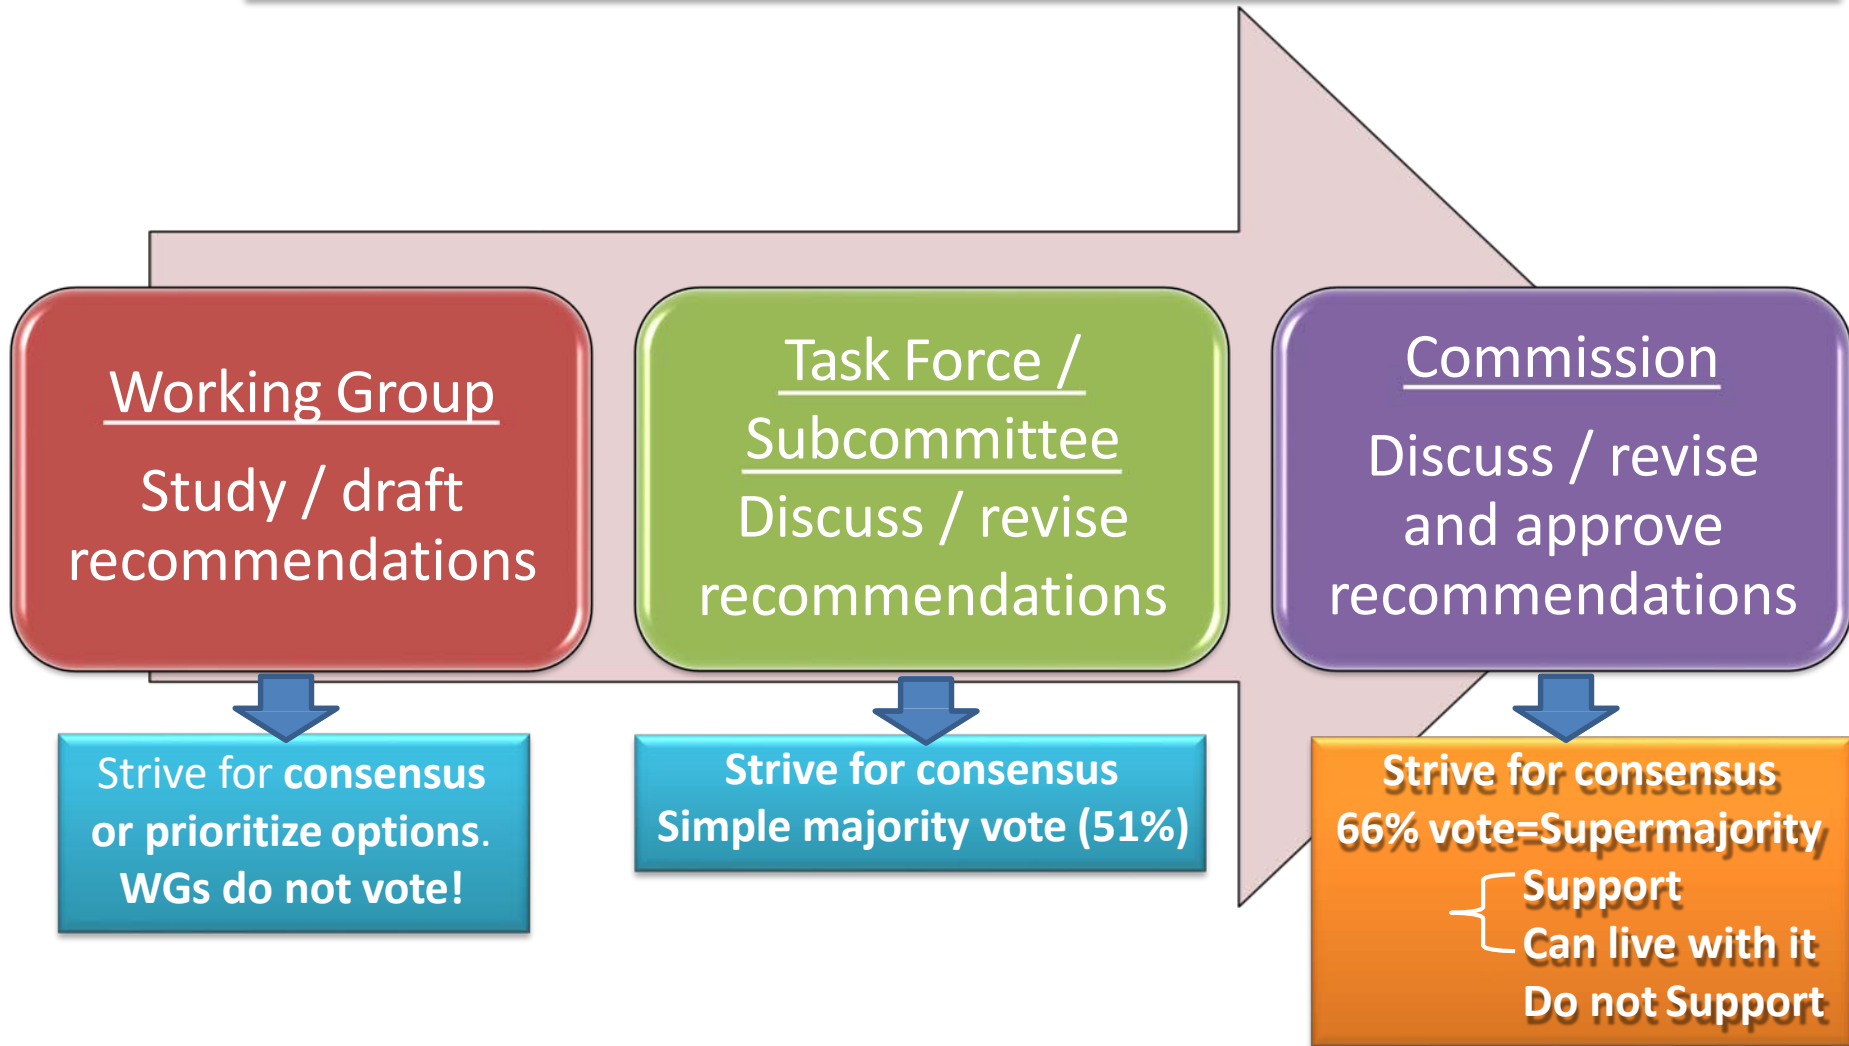 Working Group
Study / draft
recommendations
Task Force /
Subcommittee
Discuss / revise
recommendations
Commission
Discuss / revise
and approve
recommendations
Strive for consensus
or prioritize options.
WGs do not vote!
Strive for consensus
Simple majority vote (51%)
Strive for consensus
66% vote=Supermajority
Support
Can live with it
Do not Support